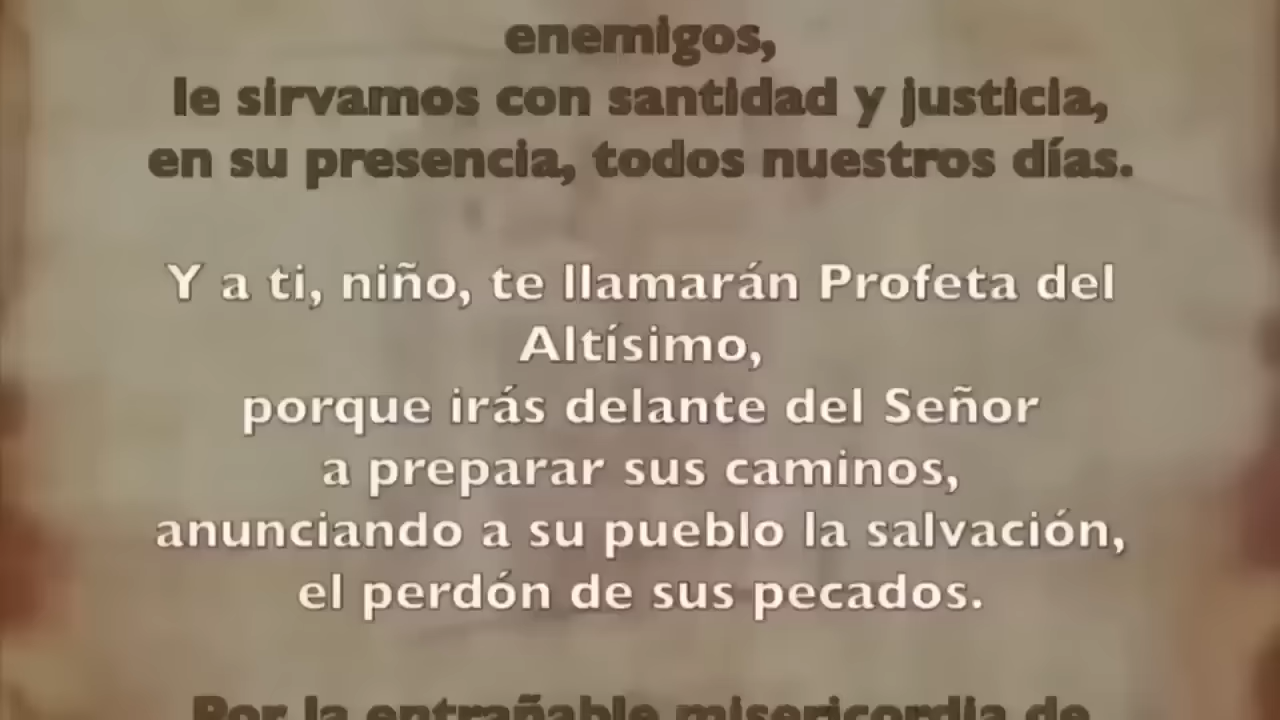 enemigos,
le sirvamos con santidad y justicia,
en su presencia, todos nuestros días.
Y a ti, niño, te llamarán Profeta del
Altísimo,
porque irás delante del Señor
a preparar sus caminos,
anunciando a su pueblo la salvación,
el perdón de sus pecados.
Por la entrañable misericordia de